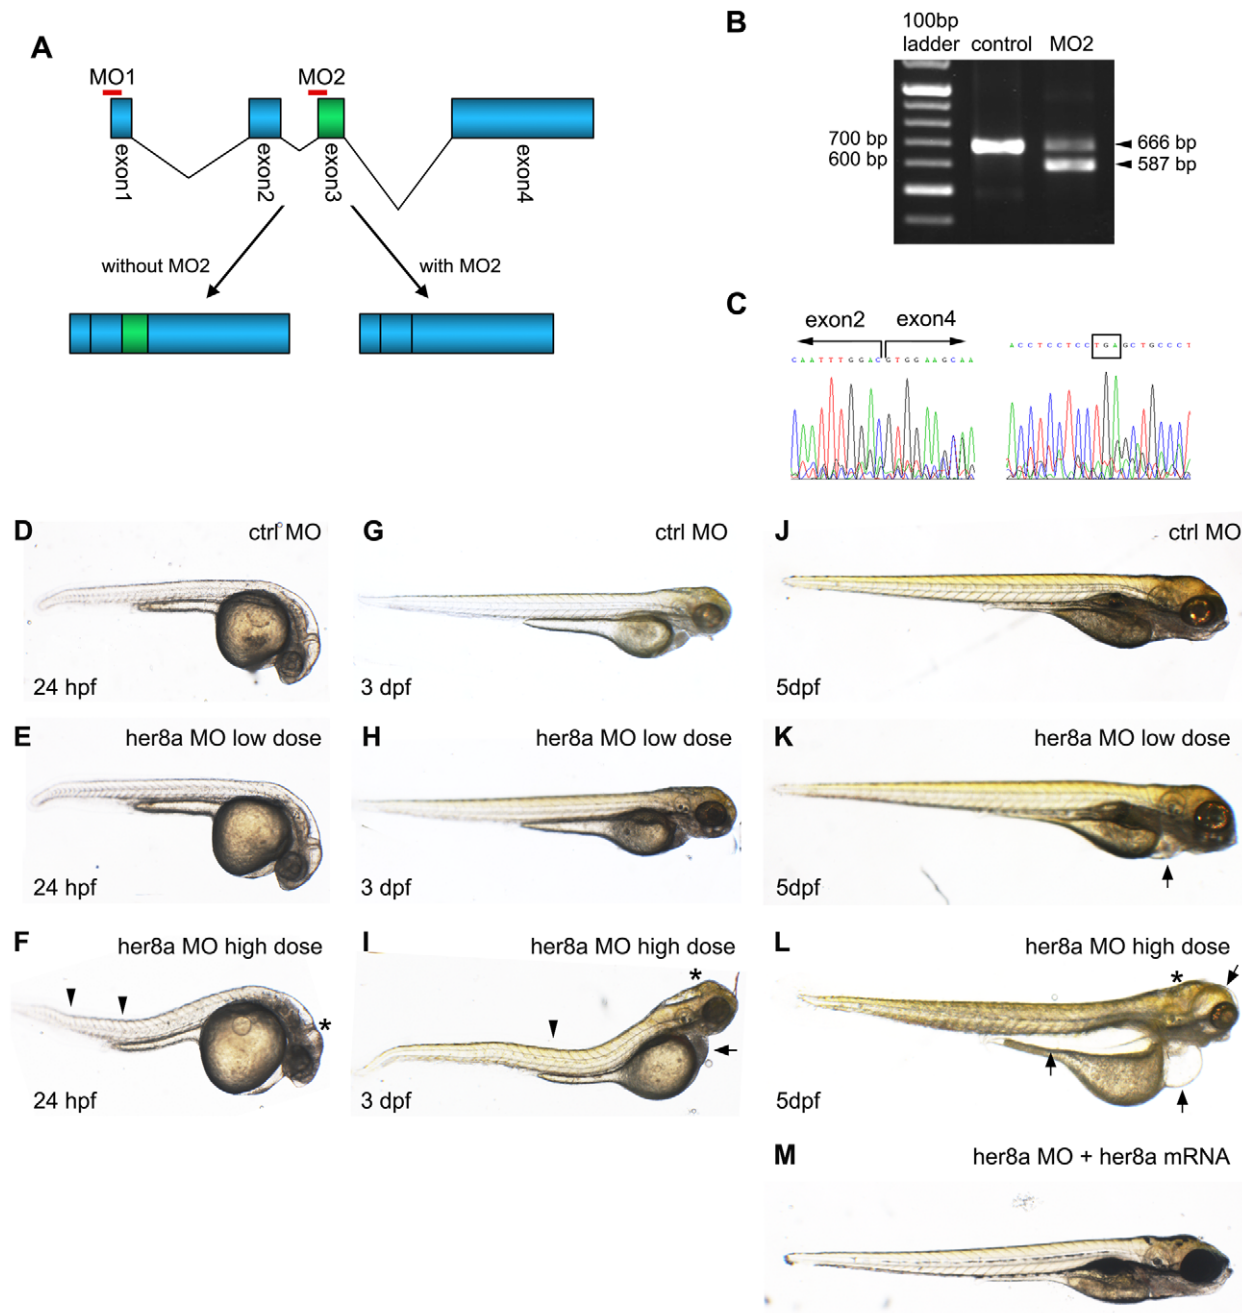 A
MO1
MO2
exon1
exon2
exon3
exon4
without MO2
with MO2
B
100bp
ladder
control
MO2
700 bp
600 bp
666 bp
587 bp
C
exon2
exon4
CAATTTGGACGTGGAAGCAA
ACCTCCTCCTGAGCTGCCCT
D
ctrl MO
24 hpf
G
ctrl MO
3 dpf
J
ctrl MO
5dpf
E
her8a MO low dose
24 hpf
H
her8a MO low dose
3 dpf
K
her8a MO low dose
5dpf
F
her8a MO high dose
*
24 hpf
I
her8a MO high dose
*
3 dpf
L
her8a MO high dose
*
5dpf
M
her8a MO + her8a mRNA